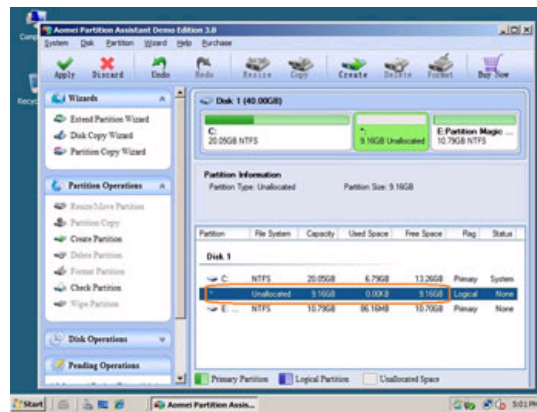 Aomei Partition Assistant Demo Edition 3.0
System Disk Partition Wizard Help Purchase
Apply Discard Undo Redo Resize Copy Create Delete Format Buy Now
Wizards
Extend Partition Wizard
Disk Copy Wizard
Partition Copy Wizard
Partition Operations
Resize/Move Partition
Partition Copy
Create Partition
Delete Partition
Format Partition
Check Partition
Wipe Partition
Disk Operations
Pending Operations
Disk 1 (40.00GB)
C:
20.05GB NTFS
*:
9.16GB Unallocated
E:Partition Magic ...
10.79GB NTFS
Partition Information
Partition Type: Unallocated Partition Size: 9.16GB
Partition File System Capacity Used Space Free Space Flag Status
Disk 1
C: NTFS 20.05GB 6.79GB 13.26GB Primary System
* Unallocated 9.16GB 0.00KB 9.16GB Logical None
E: ... NTFS 10.79GB 86.16MB 10.70GB Primary None
Primary Partition Logical Partition Unallocated Space
Start Aomei Partition Assis... 5:01 PM